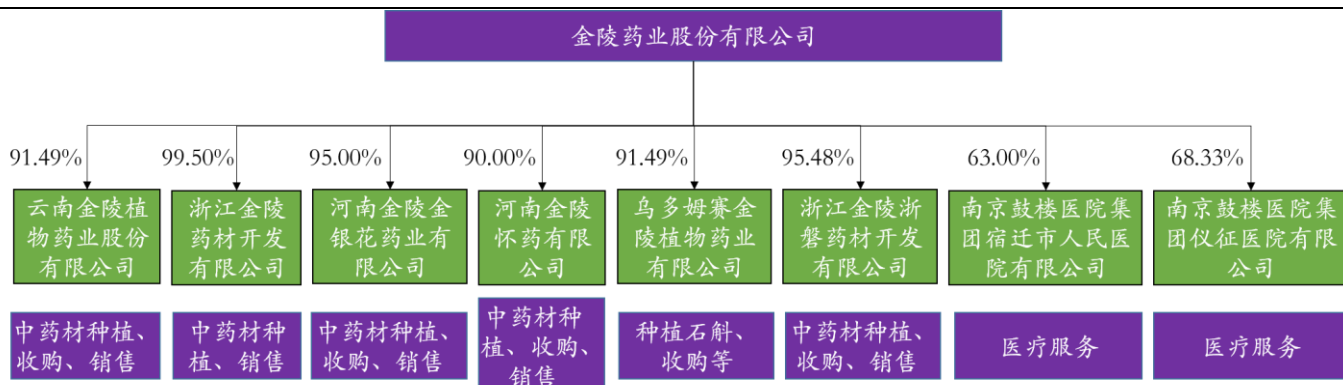 金陵药业股份有限公司
91.49%
99.50%
95.00%
90.00%
91.49%
95.48%
63.00%
68.33%
云南金陵植
物药业股份
有限公司
浙江金陵
药材开发
有限公司
河南金陵金
银花药业有
限公司
河南金陵
怀药有限
公司
乌多姆赛金
陵植物药业
有限公司
浙江金陵浙
磐药材开发
有限公司
南京鼓楼医院集
团宿迁市人民医
院有限公司
南京鼓楼医院集
团仪征医院有限
公司
中药材种植、
收购、销售
中药材种
植、销售
中药材种植、
收购、销售
中药材种
植、收购、
销售
种植石斛、
收购等
中药材种植、
收购、销售
医疗服务
医疗服务